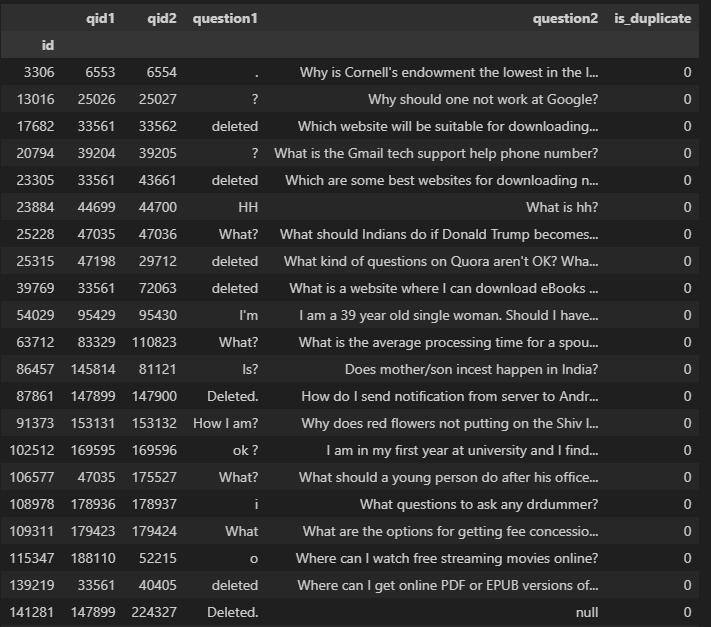 qid1 qid2 question1 question2 is_duplicate
id
3306 6553 6554 . Why is Cornell's endowment the lowest in the I... 0
13016 25026 25027 ? Why should one not work at Google? 0
17682 33561 33562 deleted Which website will be suitable for downloading... 0
20794 39204 39205 ? What is the Gmail tech support help phone number? 0
23305 33561 43661 deleted Which are some best websites for downloading n... 0
23884 44699 44700 HH What is hh? 0
25228 47035 47036 What? What should Indians do if Donald Trump becomes... 0
25315 47198 29712 deleted What kind of questions on Quora aren't OK? Wha... 0
39769 33561 72063 deleted What is a website where I can download eBooks ... 0
54029 95429 95430 I'm I am a 39 year old single woman. Should I have... 0
63712 83329 110823 What? What is the average processing time for a spou... 0
86457 145814 81121 Is? Does mother/son incest happen in India? 0
87861 147899 147900 Deleted. How do I send notification from server to Andr... 0
91373 153131 153132 How I am? Why does red flowers not putting on the Shiv l... 0
102512 169595 169596 ok ? I am in my first year at university and I find... 0
106577 47035 175527 What? What should a young person do after his office... 0
108978 178936 178937 i What questions to ask any drdummer? 0
109311 179423 179424 What What are the options for getting fee concessio... 0
115347 188110 52215 o Where can I watch free streaming movies online? 0
139219 33561 40405 deleted Where can I get online PDF or EPUB versions of... 0
141281 147899 224327 Deleted. null 0